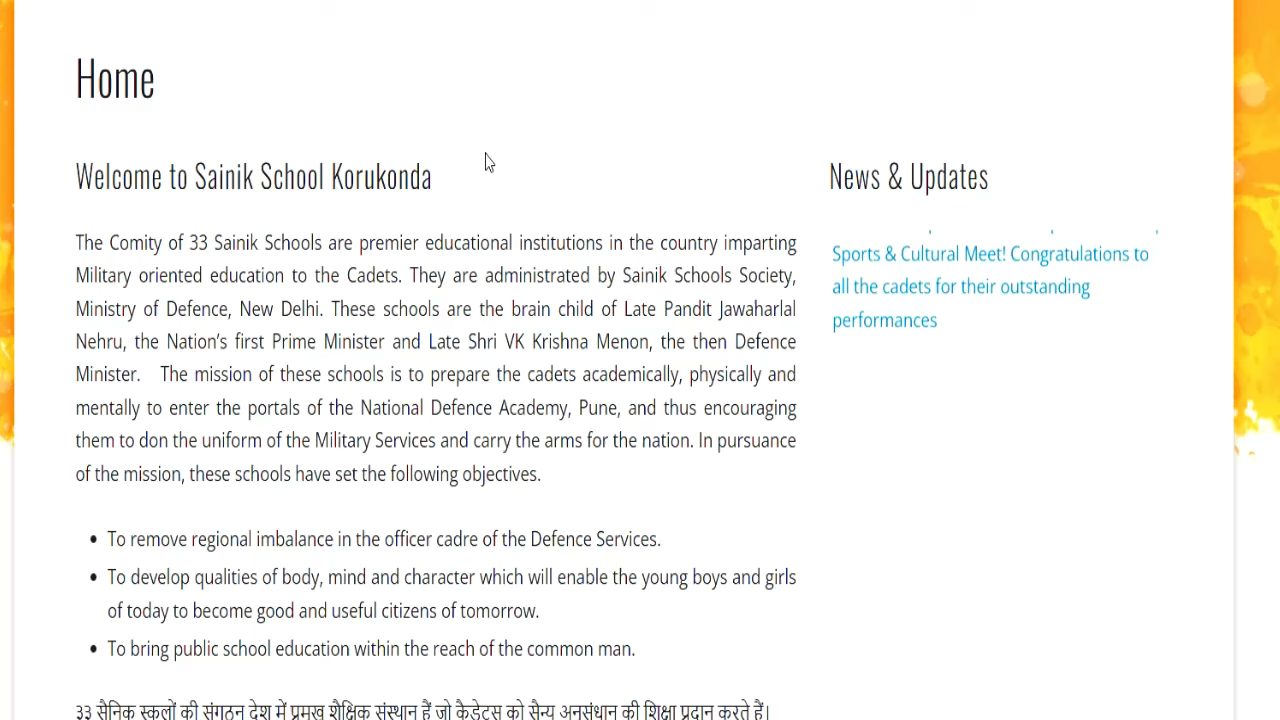 Home
Welcome to Sainik School Korukonda
The Comity of 33 Sainik Schools are premier educational institutions in the country imparting
Military oriented education to the Cadets. They are administrated by Sainik Schools Society,
Ministry of Defence, New Delhi. These schools are the brain child of Late Pandit Jawaharlal
Nehru, the Nation's first Prime Minister and Late Shri VK Krishna Menon, the then Defence
Minister. The mission of these schools is to prepare the cadets academically, physically and
mentally to enter the portals of the National Defence Academy, Pune, and thus encouraging
them to don the uniform of the Military Services and carry the arms for the nation. In pursuance
of the mission, these schools have set the following objectives.
• To remove regional imbalance in the officer cadre of the Defence Services.
• To develop qualities of body, mind and character which will enable the young boys and girls
of today to become good and useful citizens of tomorrow.
• To bring public school education within the reach of the common man.
33 सैनिक स्कूलों की संगठन देश में प्रमुख शैक्षिक संस्थान हैं जो कैडेट्स को सैन्य अनुसंधान की शिक्षा प्रदान करते हैं।
News & Updates
Sports & Cultural Meet! Congratulations to
all the cadets for their outstanding
performances